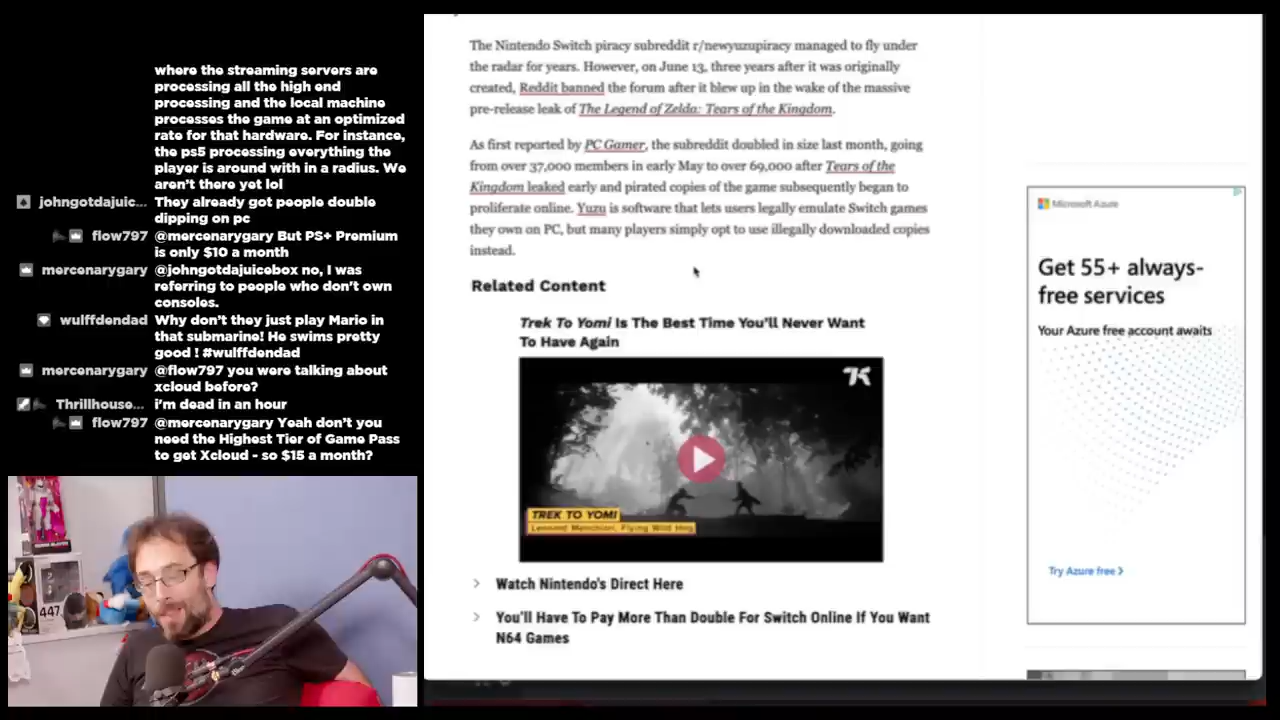 where the streaming servers are
processing all the high end
processing and the local machine
processes the game at an optimized
rate for that hardware. For instance,
the ps5 processing everything the
player is around with in a radius. We
aren't there yet lol
johngotdajuic... They already got people double
dipping on pc
flow797 @mercenarygary But PS+ Premium
is only $10 a month
mercenarygary @johngotdajuicebox no, I was
referring to people who don't own
consoles.
wulffdendad Why don't they just play Mario in
that submarine! He swims pretty
good ! #wulffdendad
mercenarygary @flow797 you were talking about
xcloud before?
Thrillhouse... i'm dead in an hour
flow797 @mercenarygary Yeah don't you
need the Highest Tier of Game Pass
to get Xcloud - so $15 a month?
447
The Nintendo Switch piracy subreddit r/newyuzupiracy managed to fly under
the radar for years. However, on June 13, three years after it was originally
created, Reddit banned the forum after it blew up in the wake of the massive
pre-release leak of The Legend of Zelda: Tears of the Kingdom.
As first reported by PC Gamer, the subreddit doubled in size last month, going
from over 37,000 members in early May to over 69,000 after Tears of the
Kingdom leaked early and pirated copies of the game subsequently began to
proliferate online. Yuzu is software that lets users legally emulate Switch games
they own on PC, but many players simply opt to use illegally downloaded copies
instead.
Related Content
Trek To Yomi Is The Best Time You'll Never Want
To Have Again
TREK TO YOMI
Leonard Menchiari, Flying Wild Hog
Watch Nintendo's Direct Here
You'll Have To Pay More Than Double For Switch Online If You Want
N64 Games
Microsoft Azure
Get 55+ always-
free services
Your Azure free account awaits
Try Azure free